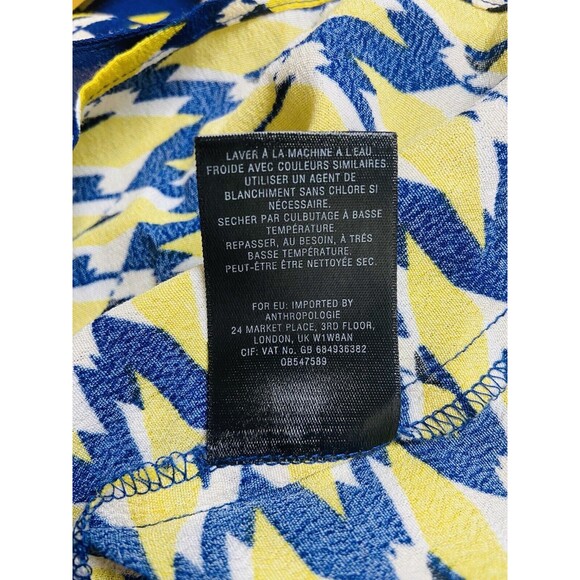 LAVER À LA MACHINE A L'EAU
FROIDE AVEC COULEURS SIMILAIRES.
UTILISER UN AGENT DE
BLANCHIMENT SANS CHLORE SI
NÉCESSAIRE.
SECHER PAR CULBUTAGE À BASSE
TEMPÉRATURE.
REPASSER, AU BESOIN, À TRÈS
BASSE TEMPÉRATURE.
PEUT-ÊTRE ÊTRE NETTOYÉE SEC.
FOR EU: IMPORTED BY
ANTHROPOLOGIE
24 MARKET PLACE, 3RD FLOOR,
LONDON, UK W1W8AN
CIF: VAT No. GB 684936382
OB547589